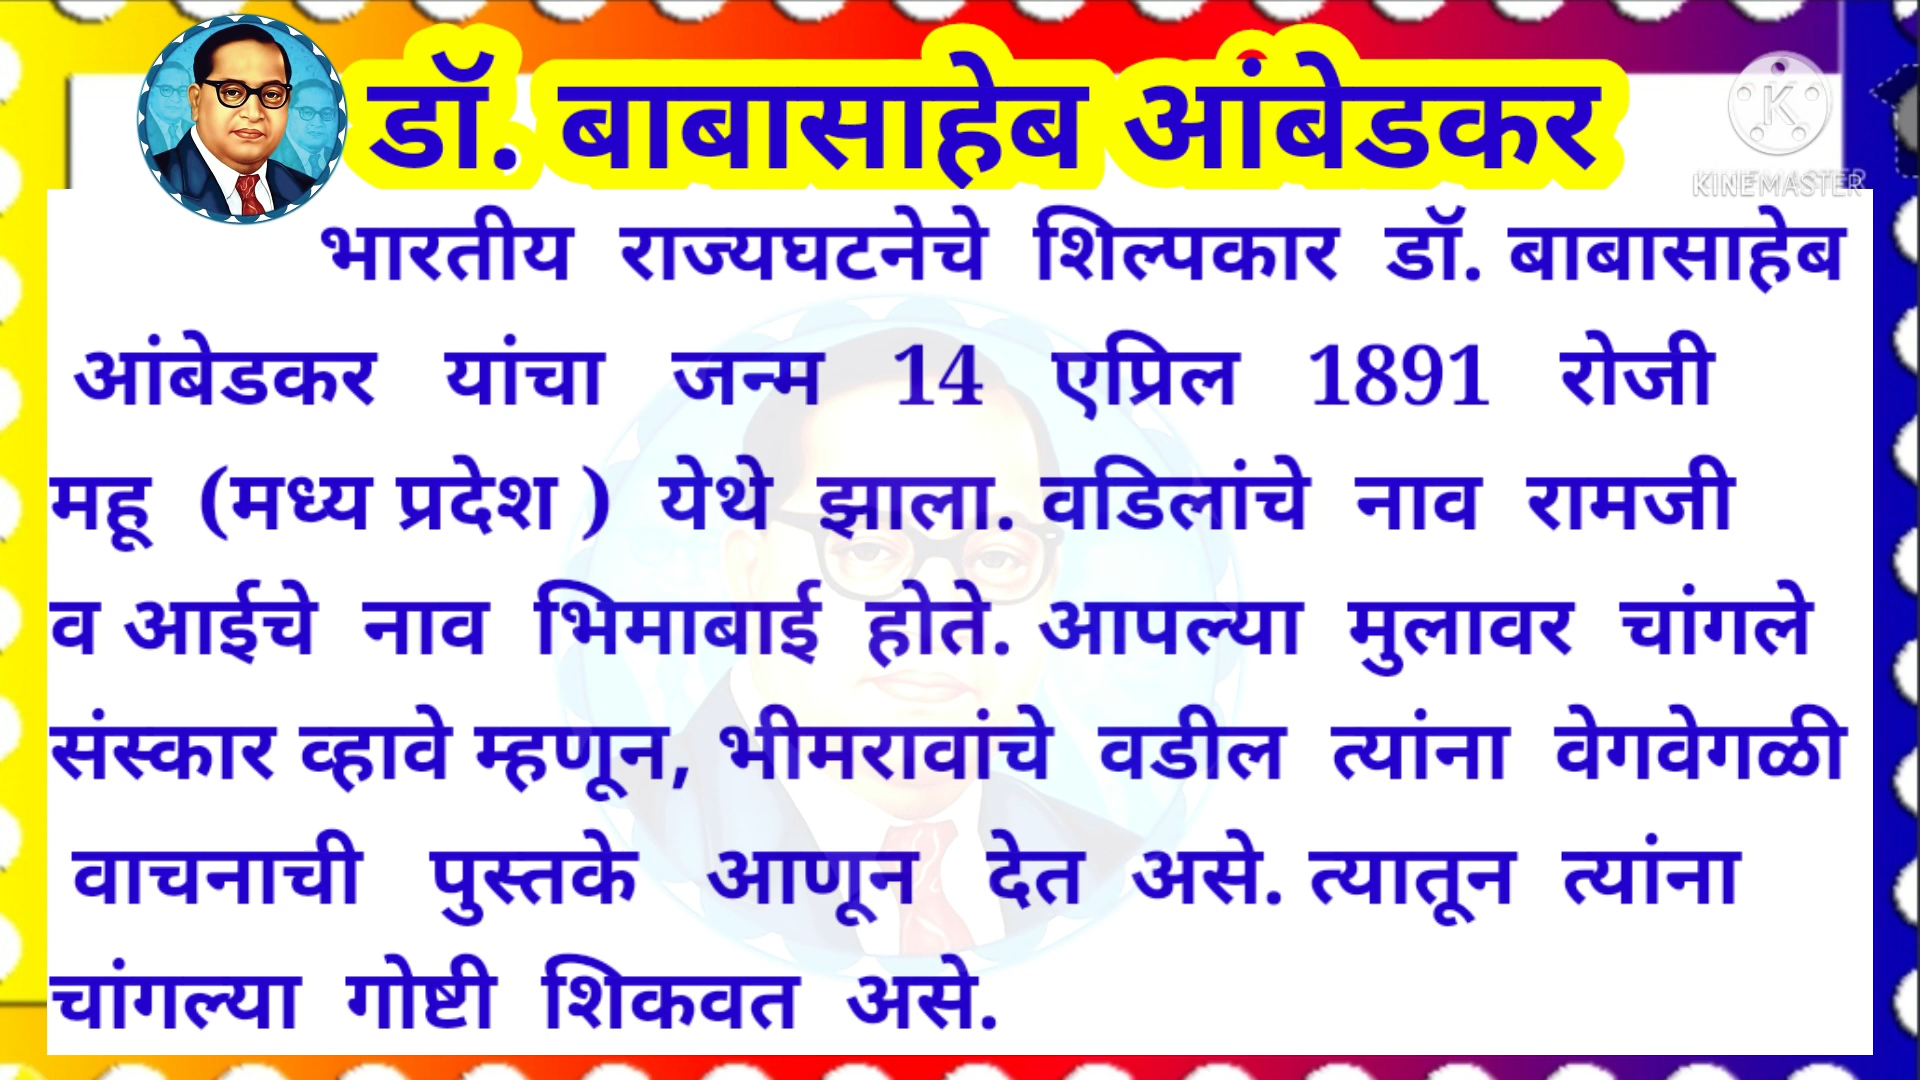 डॉ. बाबासाहेब आंबेडकर
KINEMASTER
भारतीय राज्यघटनेचे शिल्पकार डॉ. बाबासाहेब
आंबेडकर यांचा जन्म 14 एप्रिल 1891 रोजी
महू (मध्य प्रदेश ) येथे झाला. वडिलांचे नाव रामजी
व आईचे नाव भिमाबाई होते. आपल्या मुलावर चांगले
संस्कार व्हावे म्हणून, भीमरावांचे वडील त्यांना वेगवेगळी
वाचनाची पुस्तके आणून देत असे. त्यातून त्यांना
चांगल्या गोष्टी शिकवत असे.